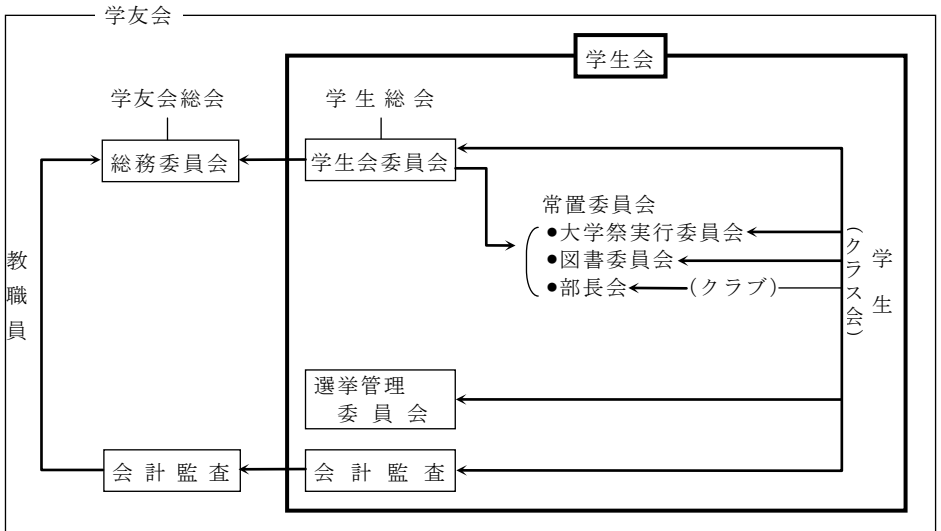 学友会
学生会
学友会総会
学生総会
総務委員会
学生会委員会
常置委員会
●大学祭実行委員会
●図書委員会
●部長会
(クラブ)
(クラス会)
学生
教職員
選挙管理
委員会
会計監査
会計監査